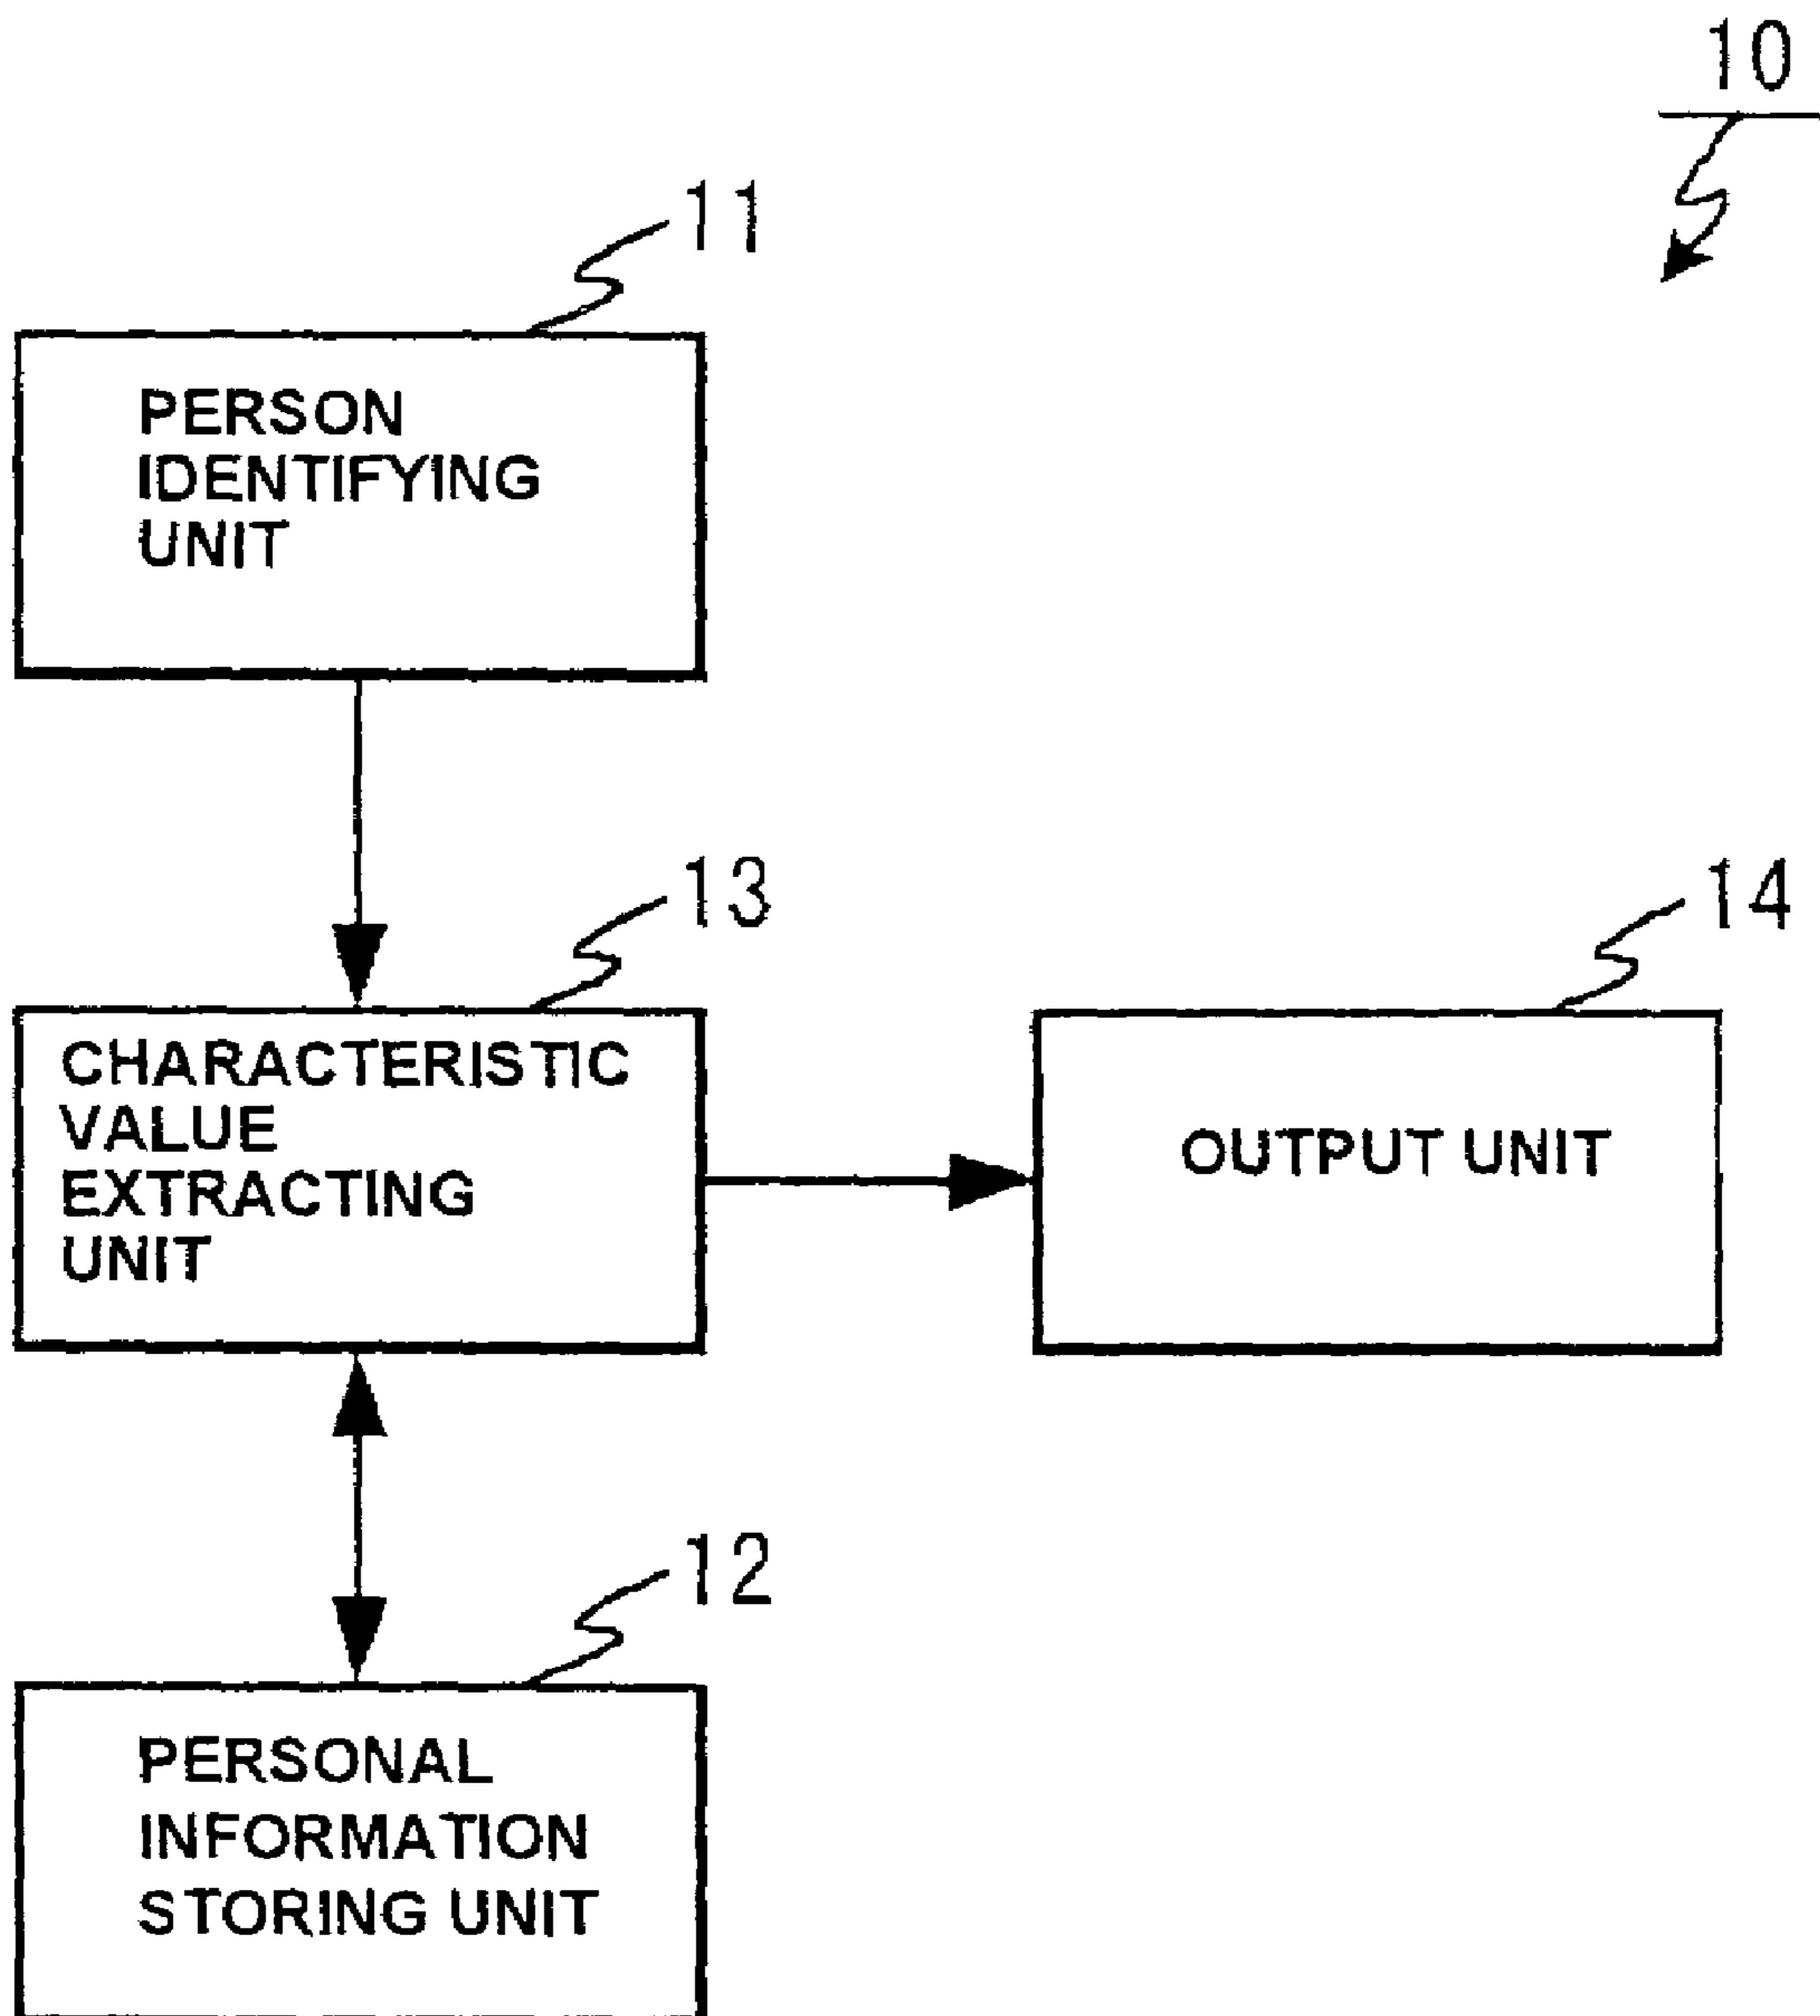 10
11
PERSON
IDENTIFYING
UNIT
13
14
CHARACTERISTIC
VALUE
EXTRACTING
UNIT
OUTPUT UNIT
12
PERSONAL
INFORMATION
STORING UNIT